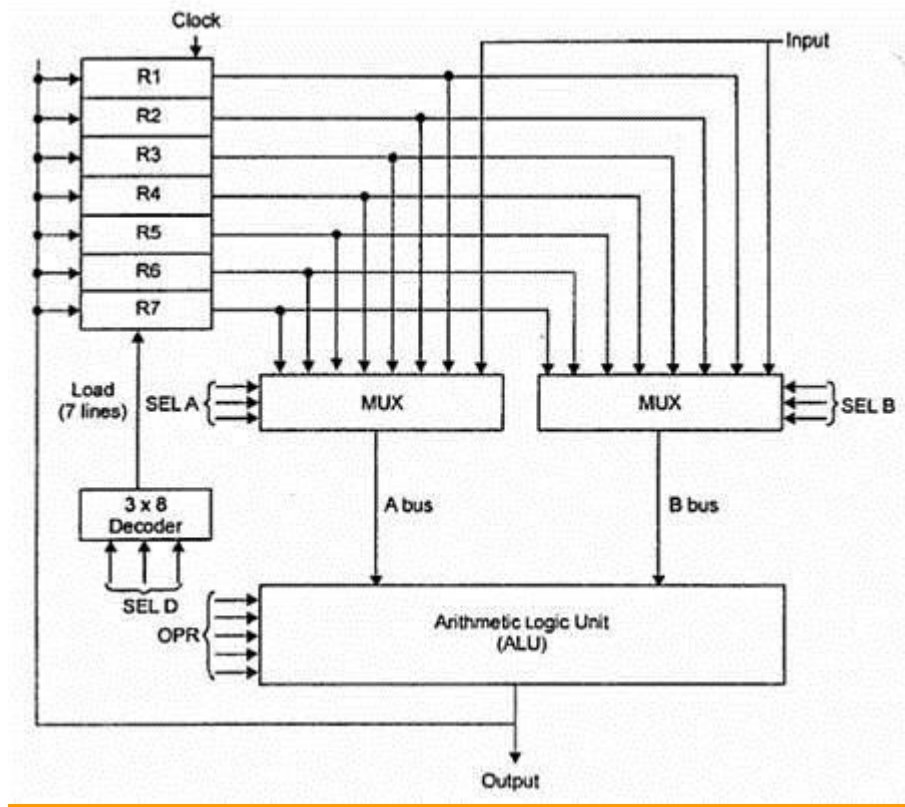 Clock
Input
R1
R2
R3
R4
R5
R6
R7
Load
(7 lines)
SEL A
MUX
MUX
SEL B
3 x 8
Decoder
A bus
B bus
SEL D
OPR
Arithmetic Logic Unit
(ALU)
Output